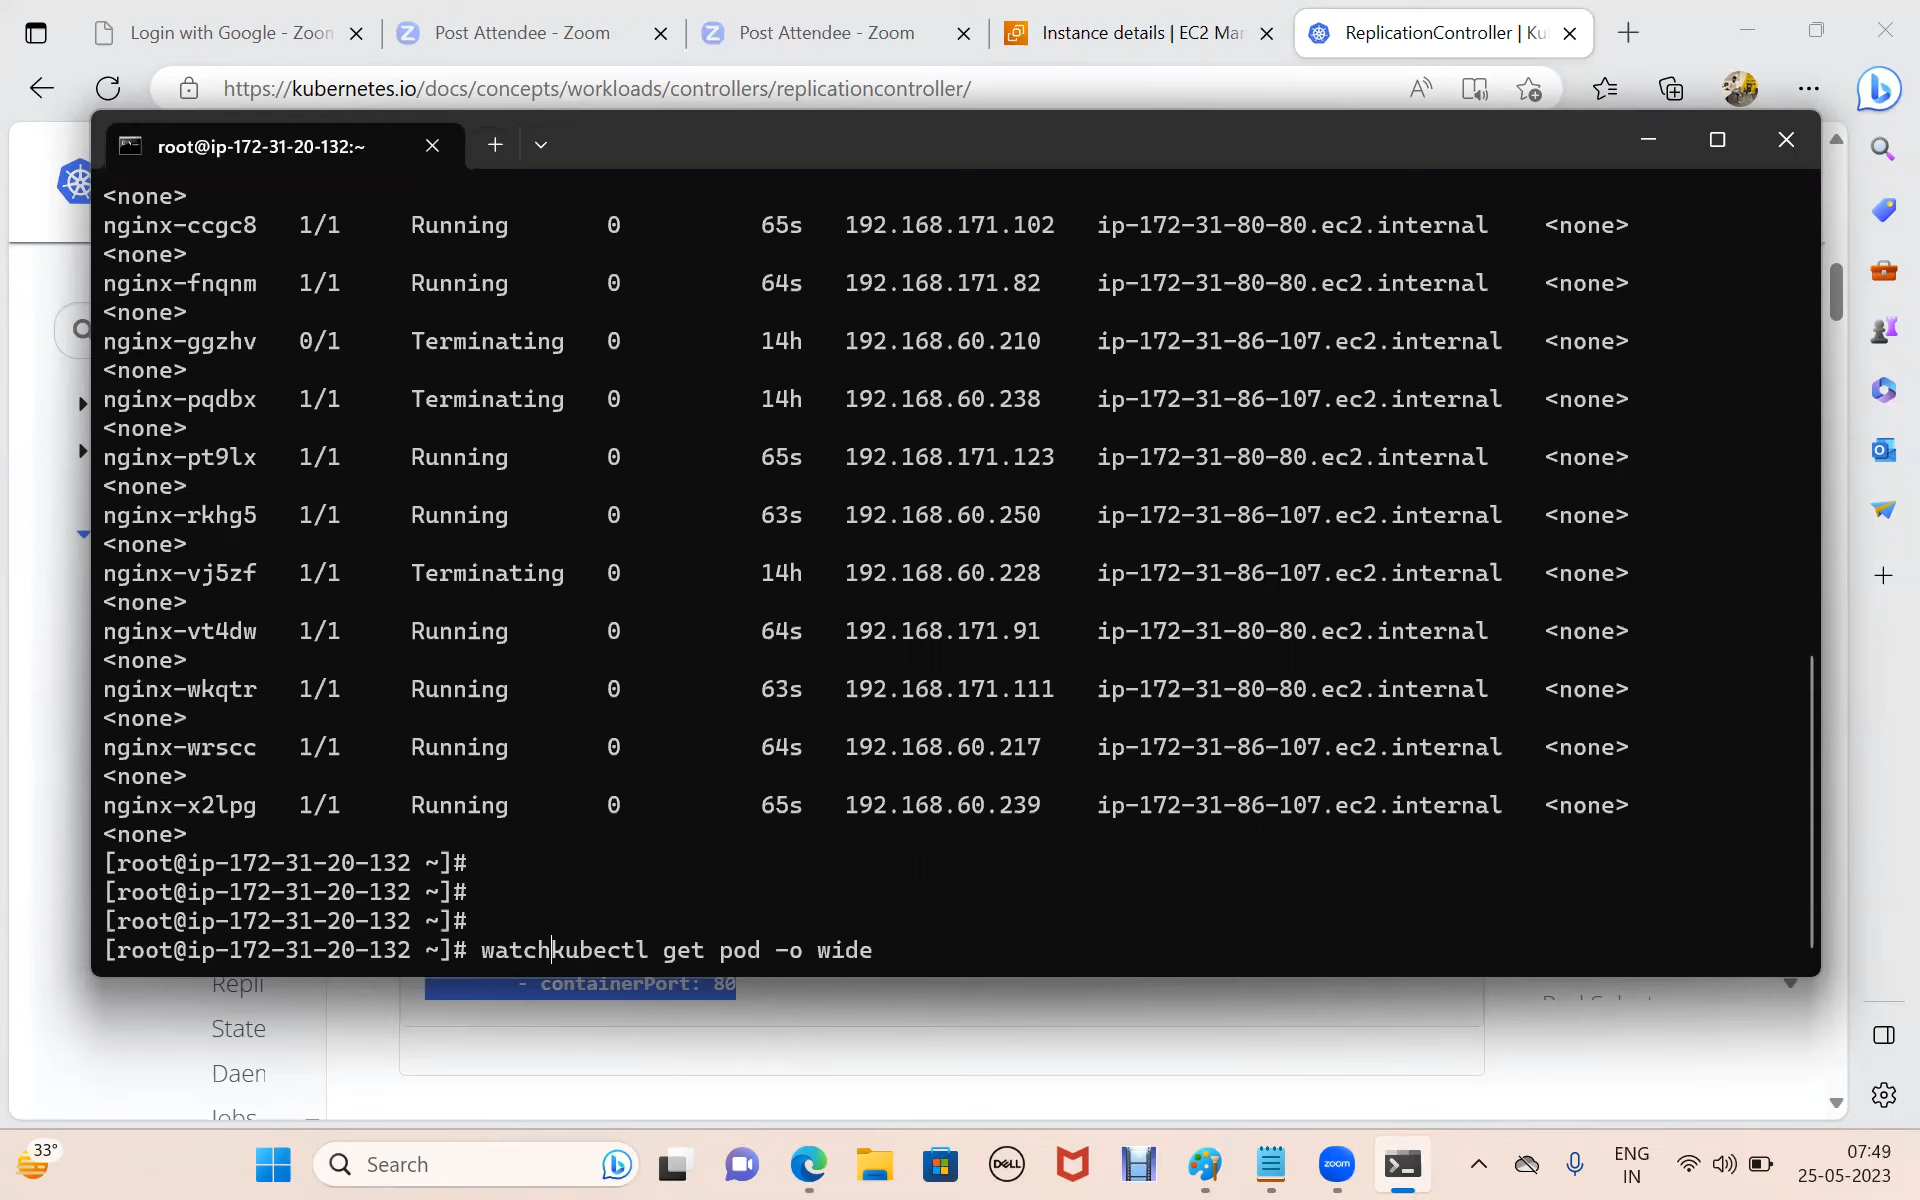 Login with Google - Zoom
Post Attendee - Zoom
Post Attendee - Zoom
Instance details | EC2 Mar
ReplicationController | Ku
https://kubernetes.io/docs/concepts/workloads/controllers/replicationcontroller/
root@ip-172-31-20-132:~
<none>
nginx-ccgc8 1/1 Running 0 65s 192.168.171.102 ip-172-31-80-80.ec2.internal <none>
<none>
nginx-fnqnm 1/1 Running 0 64s 192.168.171.82 ip-172-31-80-80.ec2.internal <none>
<none>
nginx-ggzhv 0/1 Terminating 0 14h 192.168.60.210 ip-172-31-86-107.ec2.internal <none>
<none>
nginx-pqdbx 1/1 Terminating 0 14h 192.168.60.238 ip-172-31-86-107.ec2.internal <none>
<none>
nginx-pt9lx 1/1 Running 0 65s 192.168.171.123 ip-172-31-80-80.ec2.internal <none>
<none>
nginx-rkhg5 1/1 Running 0 63s 192.168.60.250 ip-172-31-86-107.ec2.internal <none>
<none>
nginx-vj5zf 1/1 Terminating 0 14h 192.168.60.228 ip-172-31-86-107.ec2.internal <none>
<none>
nginx-vt4dw 1/1 Running 0 64s 192.168.171.91 ip-172-31-80-80.ec2.internal <none>
<none>
nginx-wkqtr 1/1 Running 0 63s 192.168.171.111 ip-172-31-80-80.ec2.internal <none>
<none>
nginx-wrscc 1/1 Running 0 64s 192.168.60.217 ip-172-31-86-107.ec2.internal <none>
<none>
nginx-x2lpg 1/1 Running 0 65s 192.168.60.239 ip-172-31-86-107.ec2.internal <none>
<none>
[root@ip-172-31-20-132 ~]#
[root@ip-172-31-20-132 ~]#
[root@ip-172-31-20-132 ~]#
[root@ip-172-31-20-132 ~]# watchkubectl get pod -o wide
Repli
- containerPort: 80
State
Daen
Jobs
33°
Search
DELL
zoom
ENG
IN
07:49
25-05-2023